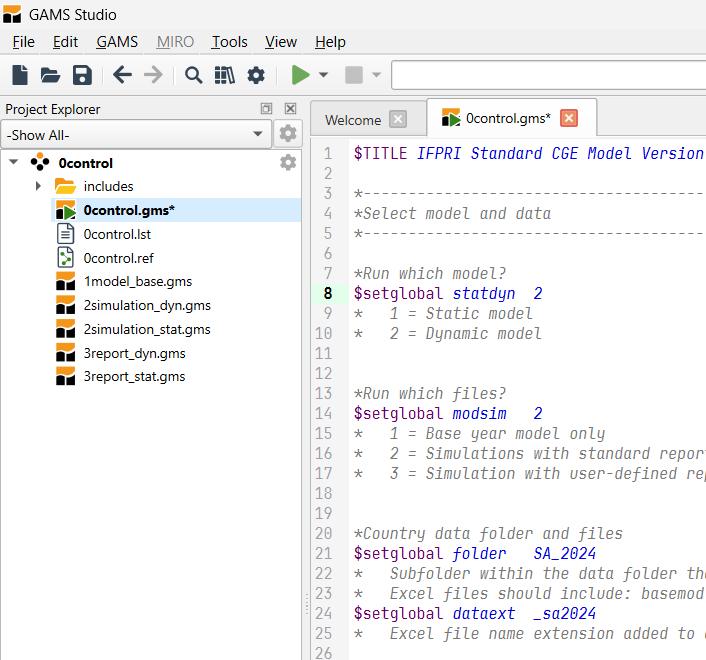 GAMS Studio
File Edit GAMS MIRO Tools View Help
Project Explorer
-Show All-
0control
includes
0control.gms*
0control.lst
0control.ref
1model_base.gms
2simulation_dyn.gms
2simulation_stat.gms
3report_dyn.gms
3report_stat.gms
Welcome
0control.gms*
1 $TITLE IFPRI Standard CGE Model Version
2
3 *--------------------------------------
4 *Select model and data
5 *--------------------------------------
6
7 *Run which model?
8 $setglobal statdyn 2
9 * 1 = Static model
10 * 2 = Dynamic model
11
12
13 *Run which files?
14 $setglobal modsim 2
15 * 1 = Base year model only
16 * 2 = Simulations with standard repor
17 * 3 = Simulation with user-defined re
18
19
20 *Country data folder and files
21 $setglobal folder SA_2024
22 * Subfolder within the data folder th
23 * Excel files should include: basemod
24 $setglobal dataext _sa2024
25 * Excel file name extension added to
26